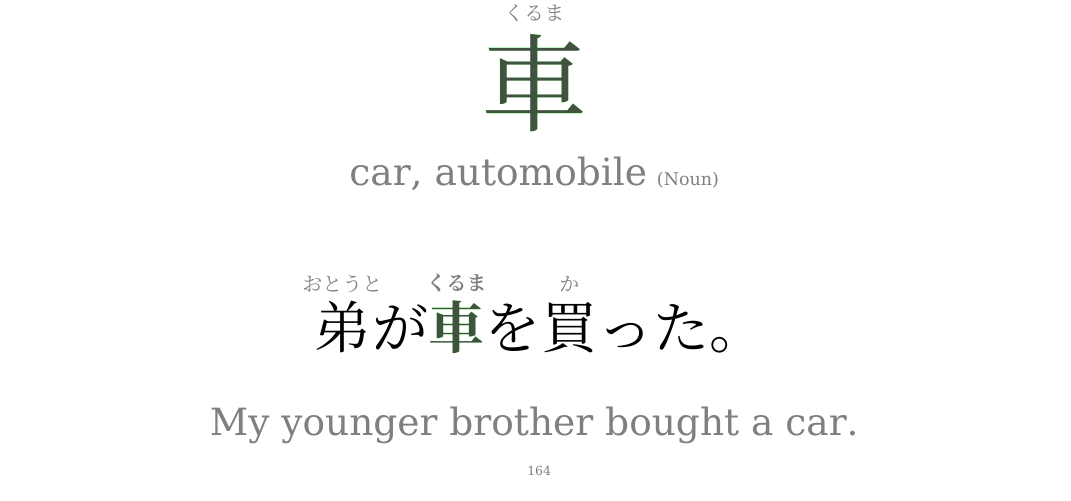 くるま
車
car, automobile (Noun)
おとうと くるま か
弟が車を買った。
My younger brother bought a car.
164